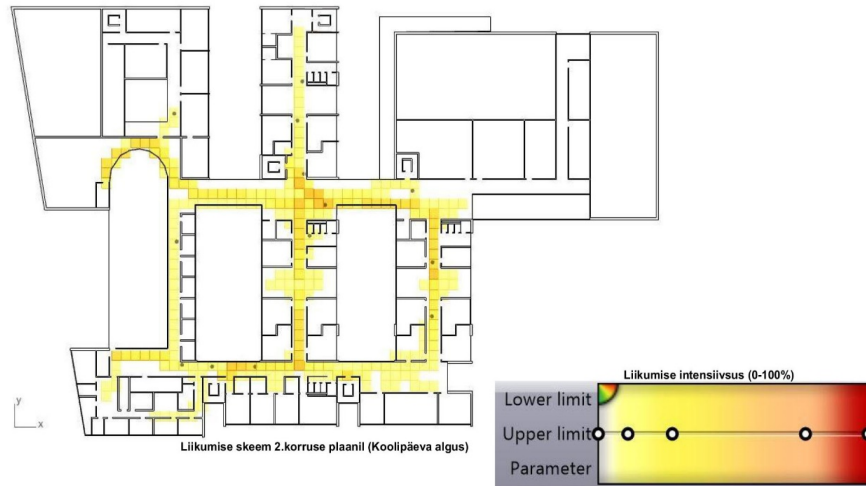 Liikumise skeem 2.korruse plaanil (Koolipäeva algus)
Liikumise intensiivsus (0-100%)
Lower limit
Upper limit
Parameter
y
x